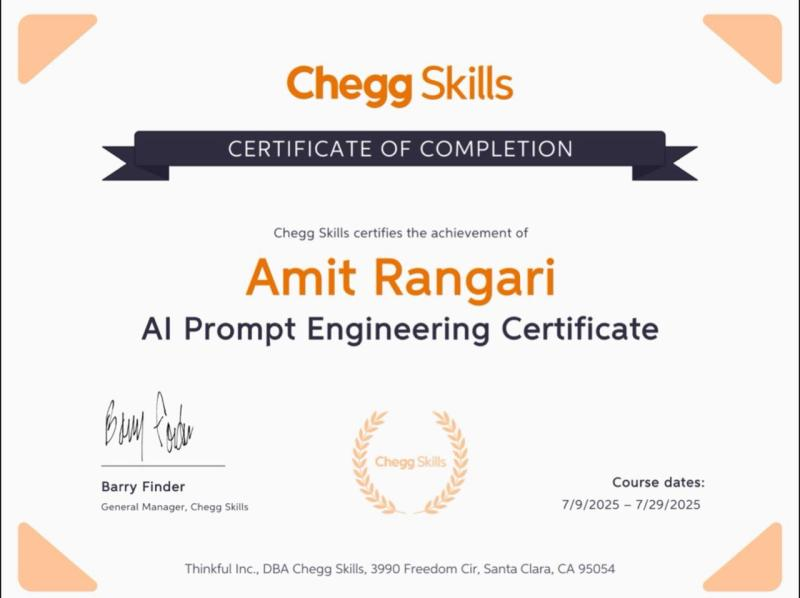 Chegg Skills
CERTIFICATE OF COMPLETION
Chegg Skills certifies the achievement of
Amit Rangari
AI Prompt Engineering Certificate
Barry Finder
Barry Finder
General Manager, Chegg Skills
Chegg Skills
Course dates:
7/9/2025 – 7/29/2025
Thinkful Inc., DBA Chegg Skills, 3990 Freedom Cir, Santa Clara, CA 95054